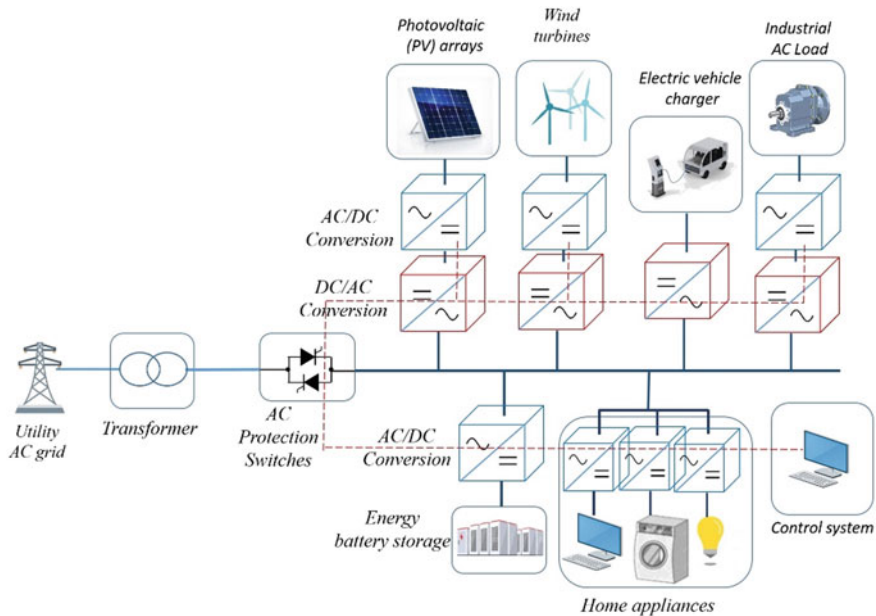 Photovoltaic
(PV) arrays
Wind
turbines
Electric vehicle
charger
Industrial
AC Load
AC/DC
Conversion
DC/AC
Conversion
Utility
AC grid
Transformer
AC
Protection
Switches
AC/DC
Conversion
Energy
battery storage
Home appliances
Control system